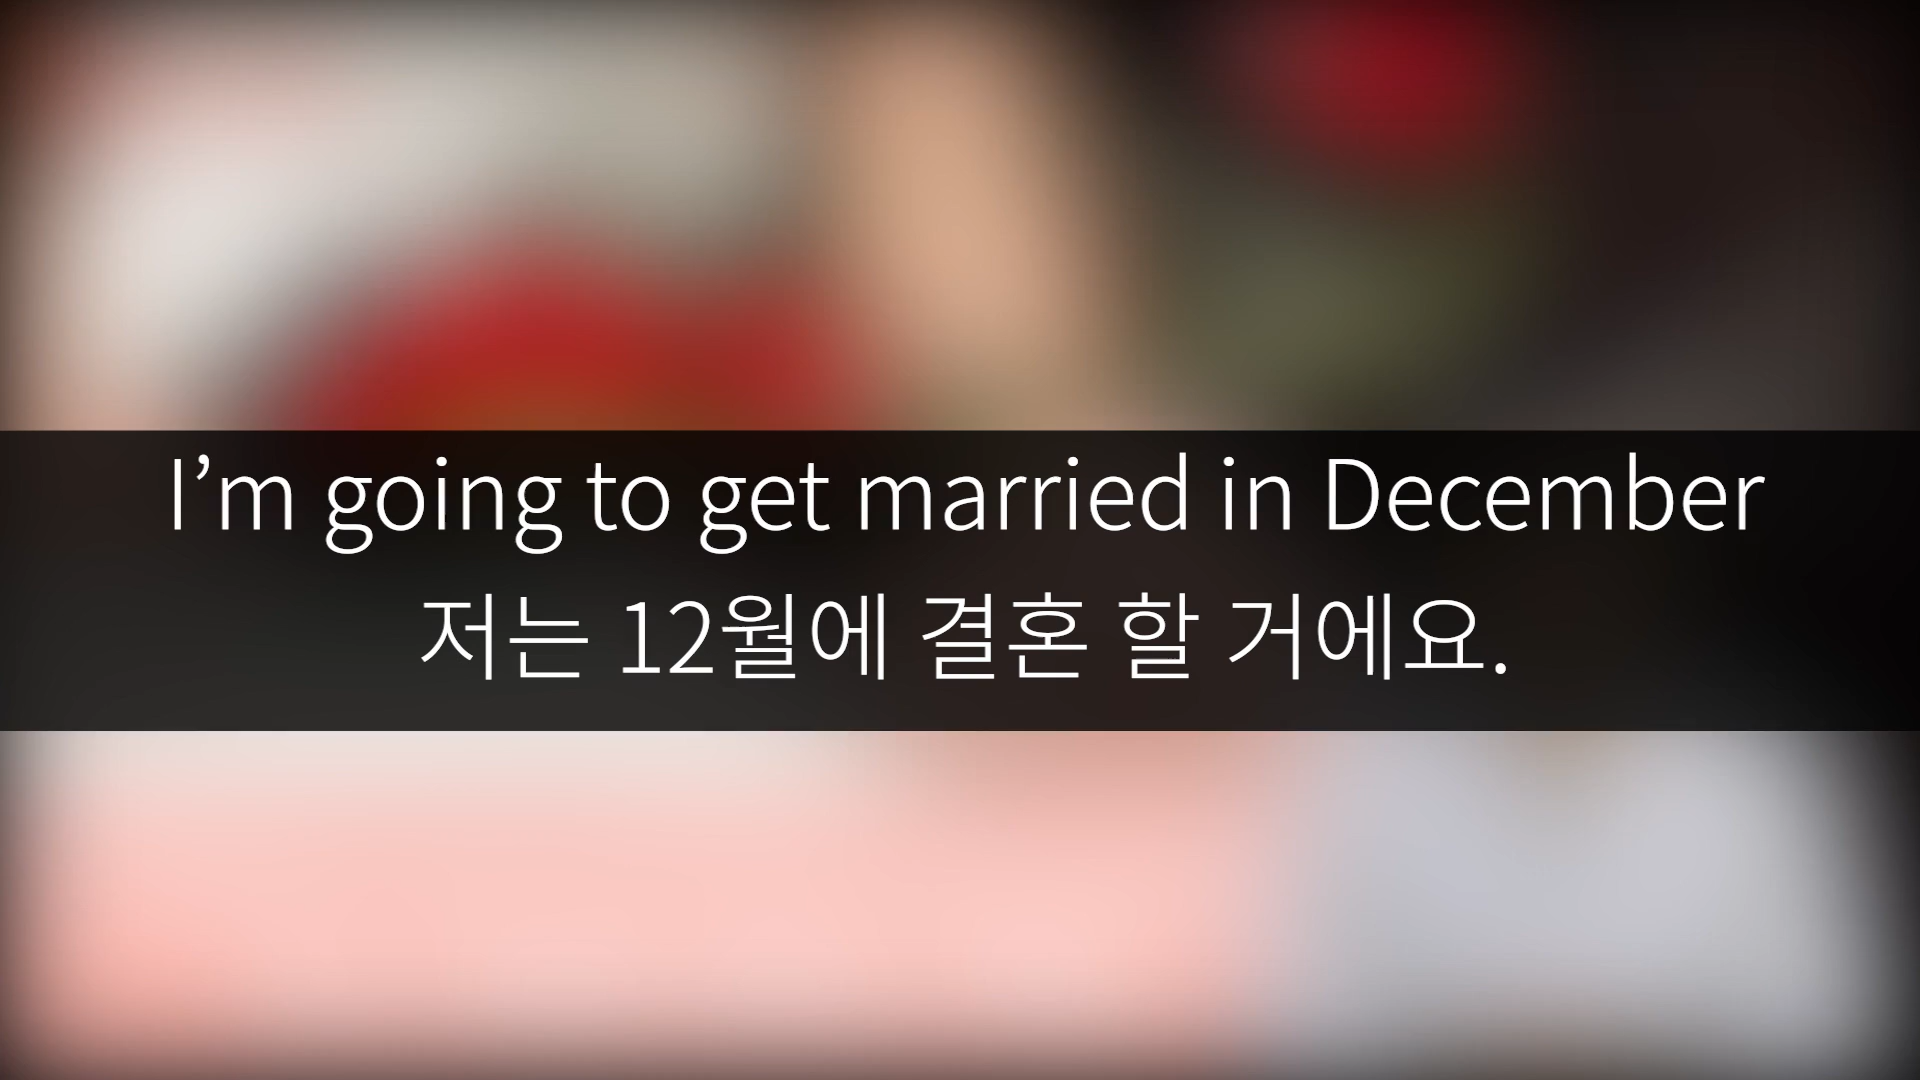 I’m going to get married in December
저는 12월에 결혼 할 거에요.